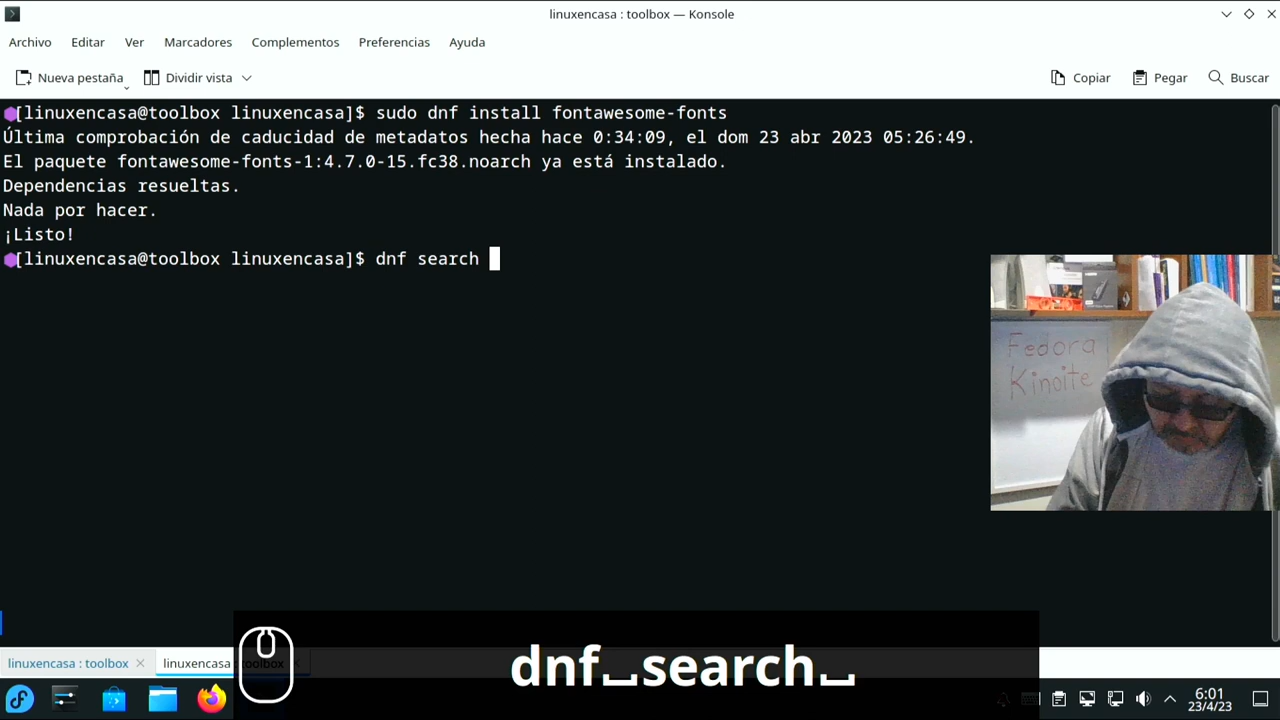 linuxencasa : toolbox — Konsole
Archivo Editar Ver Marcadores Complementos Preferencias Ayuda
Nueva pestaña Dividir vista Copiar Pegar Buscar
[linuxencasa@toolbox linuxencasa]$ sudo dnf install fontawesome-fonts
Última comprobación de caducidad de metadatos hecha hace 0:34:09, el dom 23 abr 2023 05:26:49.
El paquete fontawesome-fonts-1:4.7.0-15.fc38.noarch ya está instalado.
Dependencias resueltas.
Nada por hacer.
¡Listo!
[linuxencasa@toolbox linuxencasa]$ dnf search
Fedora
Kinoite
dnf␣search␣
linuxencasa : toolbox linuxencasa : toolbox
6:01
23/4/23